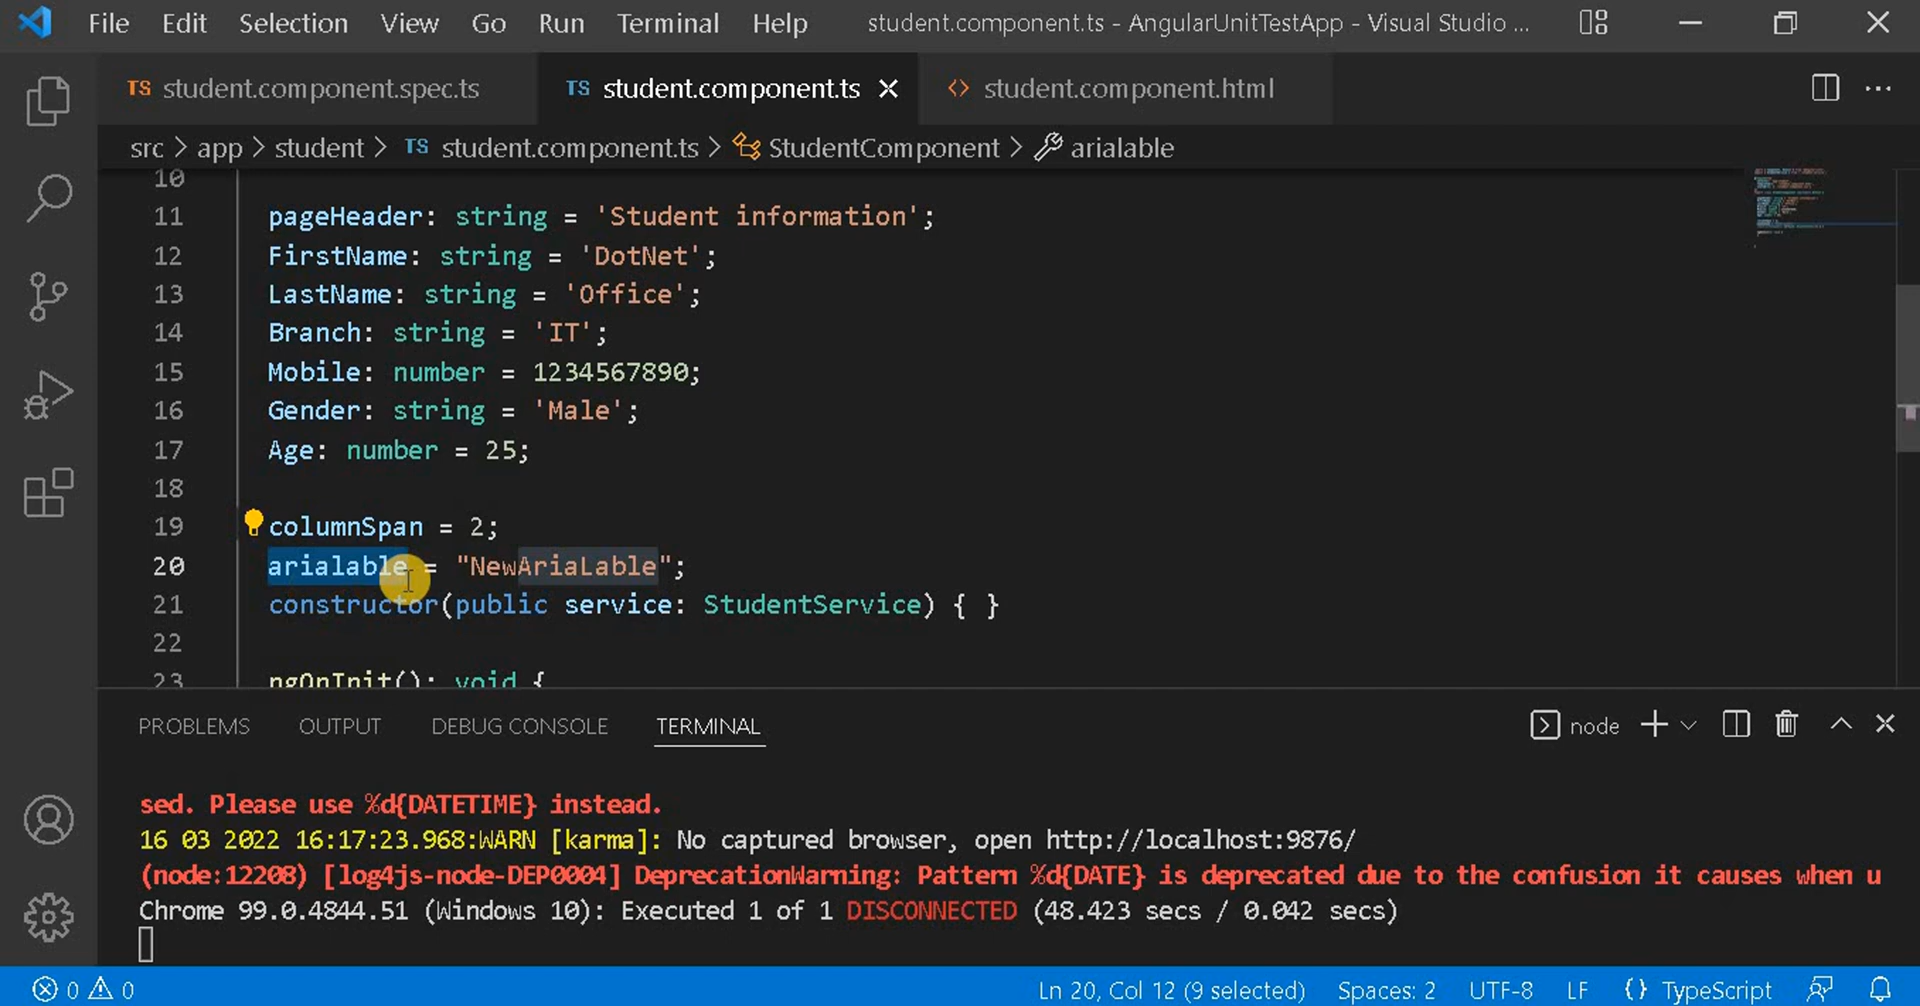 File Edit Selection View Go Run Terminal Help student.component.ts - AngularUnitTestApp - Visual Studio ...
TS student.component.spec.ts TS student.component.ts student.component.html
src > app > student > TS student.component.ts > StudentComponent > arialable
10
11 pageHeader: string = 'Student information';
12 FirstName: string = 'DotNet';
13 LastName: string = 'Office';
14 Branch: string = 'IT';
15 Mobile: number = 1234567890;
16 Gender: string = 'Male';
17 Age: number = 25;
18
19 columnSpan = 2;
20 arialable = "NewAriaLable";
21 constructor(public service: StudentService) { }
22
23 ngOnInit(): void {
PROBLEMS OUTPUT DEBUG CONSOLE TERMINAL node
sed. Please use %d{DATETIME} instead.
16 03 2022 16:17:23.968:WARN [karma]: No captured browser, open http://localhost:9876/
(node:12208) [log4js-node-DEP0004] DeprecationWarning: Pattern %d{DATE} is deprecated due to the confusion it causes when u
Chrome 99.0.4844.51 (Windows 10): Executed 1 of 1 DISCONNECTED (48.423 secs / 0.042 secs)
0 0 Ln 20, Col 12 (9 selected) Spaces: 2 UTF-8 LF {} TypeScript